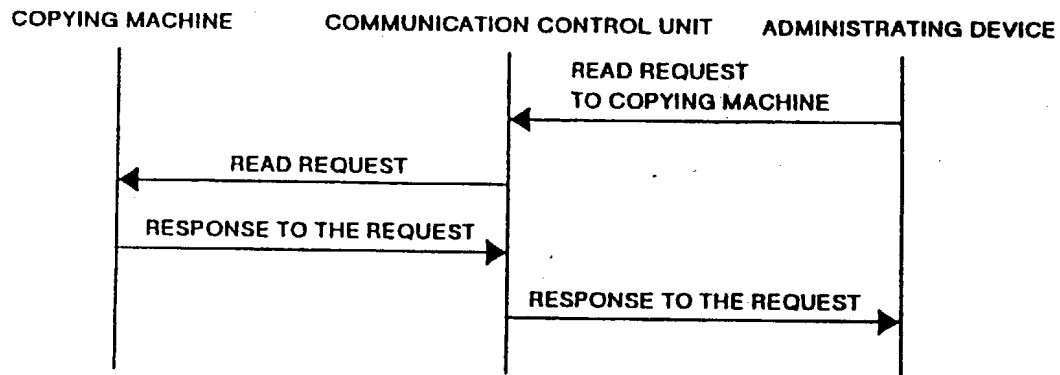 COPYING MACHINE
COMMUNICATION CONTROL UNIT
ADMINISTRATING DEVICE
READ REQUEST
TO COPYING MACHINE
READ REQUEST
RESPONSE TO THE REQUEST
RESPONSE TO THE REQUEST